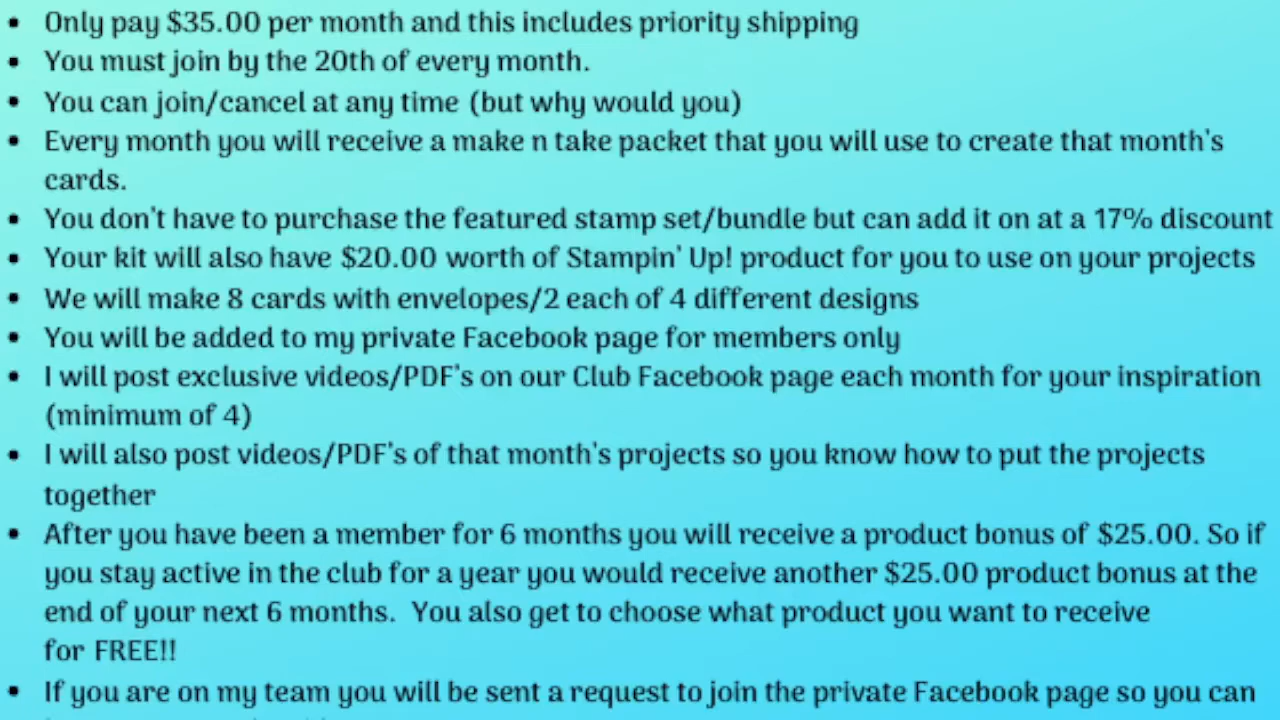 • Only pay $35.00 per month and this includes priority shipping
• You must join by the 20th of every month.
• You can join/cancel at any time (but why would you)
• Every month you will receive a make n take packet that you will use to create that month's
cards.
• You don't have to purchase the featured stamp set/bundle but can add it on at a 17% discount
• Your kit will also have $20.00 worth of Stampin' Up! product for you to use on your projects
• We will make 8 cards with envelopes/2 each of 4 different designs
• You will be added to my private Facebook page for members only
• I will post exclusive videos/PDF's on our Club Facebook page each month for your inspiration
(minimum of 4)
• I will also post videos/PDF's of that month's projects so you know how to put the projects
together
• After you have been a member for 6 months you will receive a product bonus of $25.00. So if
you stay active in the club for a year you would receive another $25.00 product bonus at the
end of your next 6 months. You also get to choose what product you want to receive
for FREE!!
• If you are on my team you will be sent a request to join the private Facebook page so you can